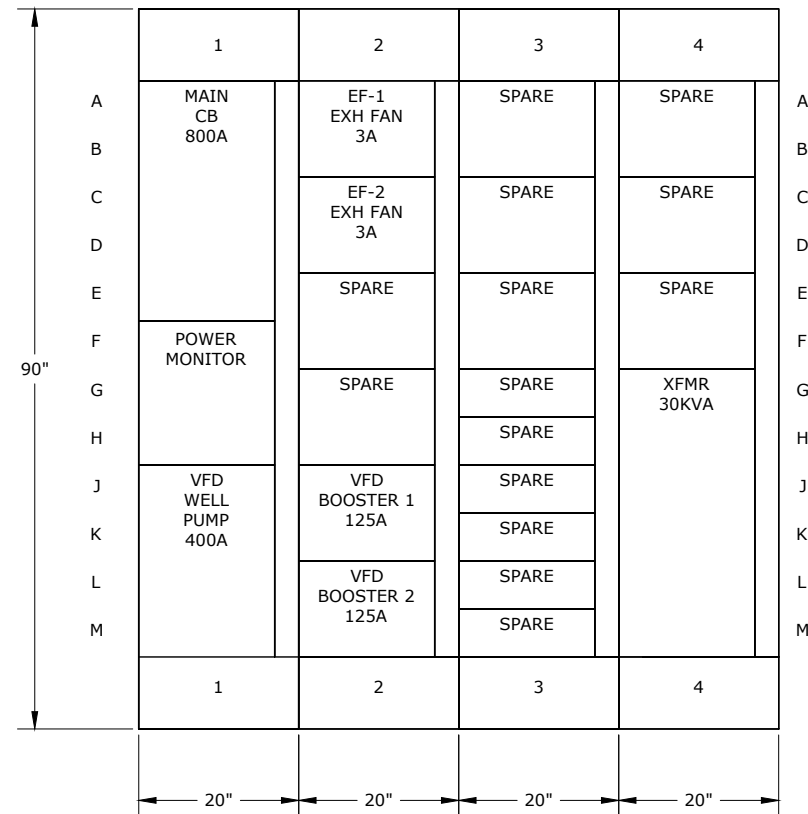 1 2 3 4
A MAIN CB 800A EF-1 EXH FAN 3A SPARE SPARE A
B B
C EF-2 EXH FAN 3A SPARE SPARE C
D D
E SPARE SPARE SPARE E
F POWER MONITOR F
90"
G SPARE SPARE XFMR 30KVA G
H SPARE H
J VFD WELL PUMP 400A VFD BOOSTER 1 125A SPARE J
K SPARE K
L VFD BOOSTER 2 125A SPARE L
M SPARE M
1 2 3 4
20" 20" 20" 20"